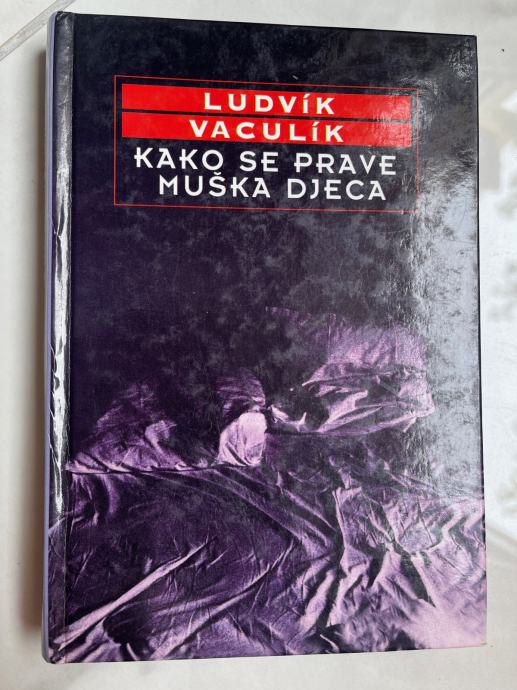 LUDVÍK
VACULÍK
KAKO SE PRAVE
MUŠKA DJECA